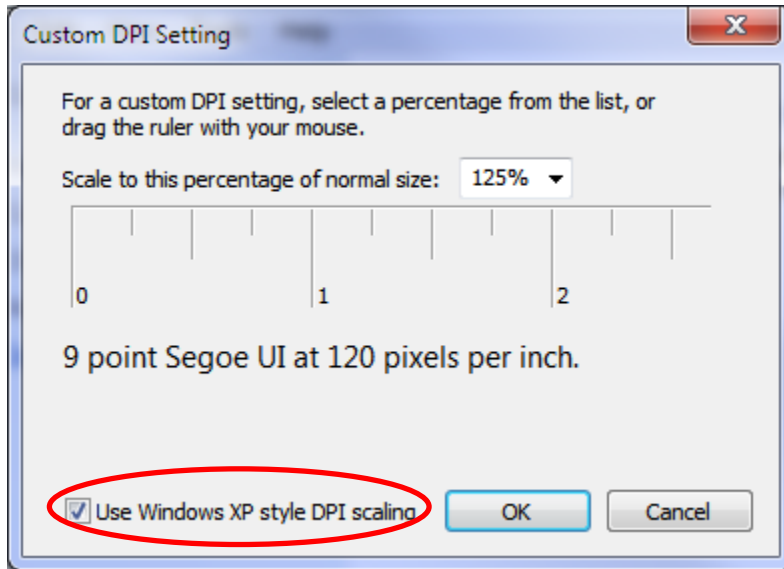 Custom DPI Setting
For a custom DPI setting, select a percentage from the list, or
drag the ruler with your mouse.
Scale to this percentage of normal size: 125%
0 1 2
9 point Segoe UI at 120 pixels per inch.
Use Windows XP style DPI scaling OK Cancel